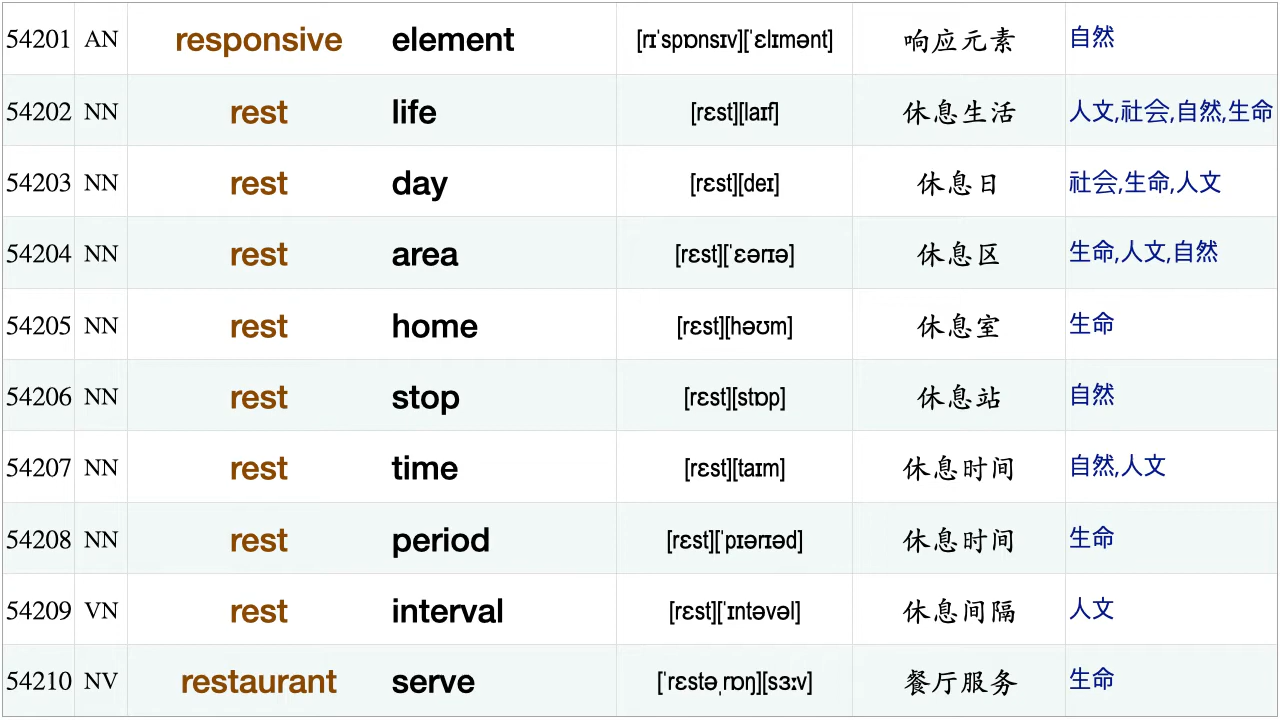 54201 AN responsive element [rɪˈspɒnsɪv][ˈɛlɪmənt] 响应元素 自然
54202 NN rest life [rɛst][laɪf] 休息生活 人文,社会,自然,生命
54203 NN rest day [rɛst][deɪ] 休息日 社会,生命,人文
54204 NN rest area [rɛst][ˈɛərɪə] 休息区 生命,人文,自然
54205 NN rest home [rɛst][həʊm] 休息室 生命
54206 NN rest stop [rɛst][stɒp] 休息站 自然
54207 NN rest time [rɛst][taɪm] 休息时间 自然,人文
54208 NN rest period [rɛst][ˈpɪərɪəd] 休息时间 生命
54209 VN rest interval [rɛst][ˈɪntəvəl] 休息间隔 人文
54210 NV restaurant serve [ˈrɛstəˌrɒŋ][sɜːv] 餐厅服务 生命